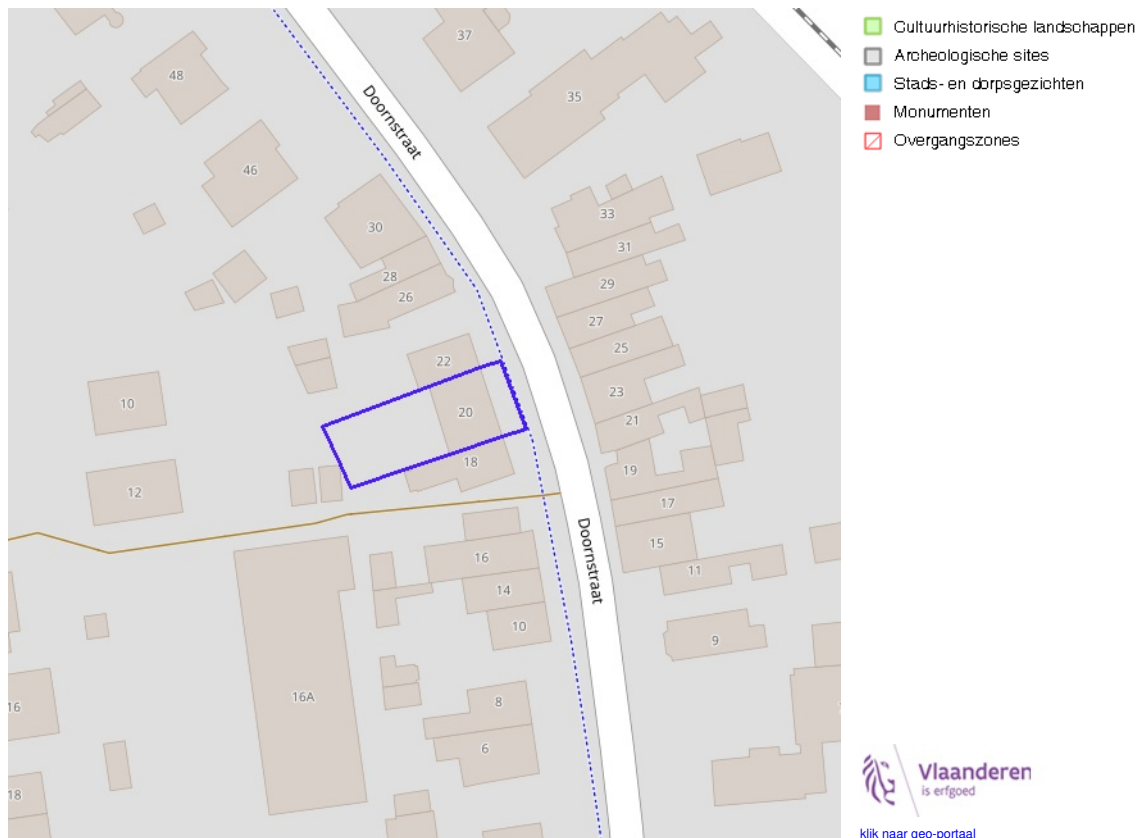 37
48
35
Doornstraat
46
33
30
31
28
29
26
27
25
22
10
23
20
21
18
19
12
17
15
16
11
14
10
9
Doornstraat
16
16A
8
6
18
Cultuurhistorische landschappen
Archeologische sites
Stads- en dorpsgezichten
Monumenten
Overgangszones
Vlaanderen
is erfgoed
klik naar geo-portaal